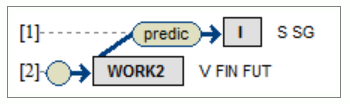 [1] predic I S SG
[2] WORK2 V FIN FUT